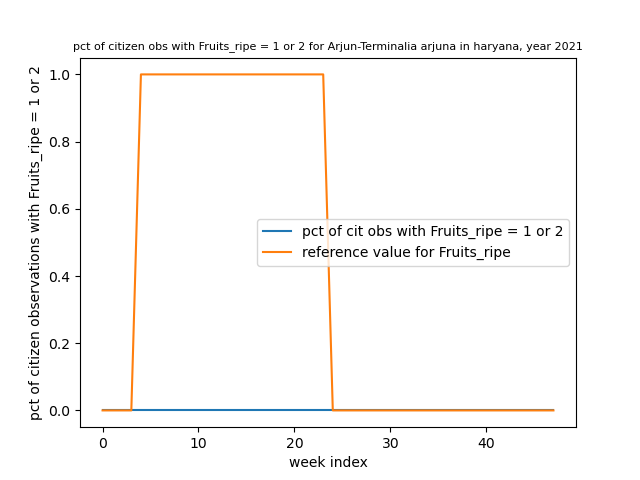 pct of citizen obs with Fruits_ripe = 1 or 2 for Arjun-Terminalia arjuna in haryana, year 2021
pct of citizen observations with Fruits_ripe = 1 or 2
1.0
0.8
0.6
0.4
0.2
0.0
pct of cit obs with Fruits_ripe = 1 or 2
reference value for Fruits_ripe
0 10 20 30 40
week index